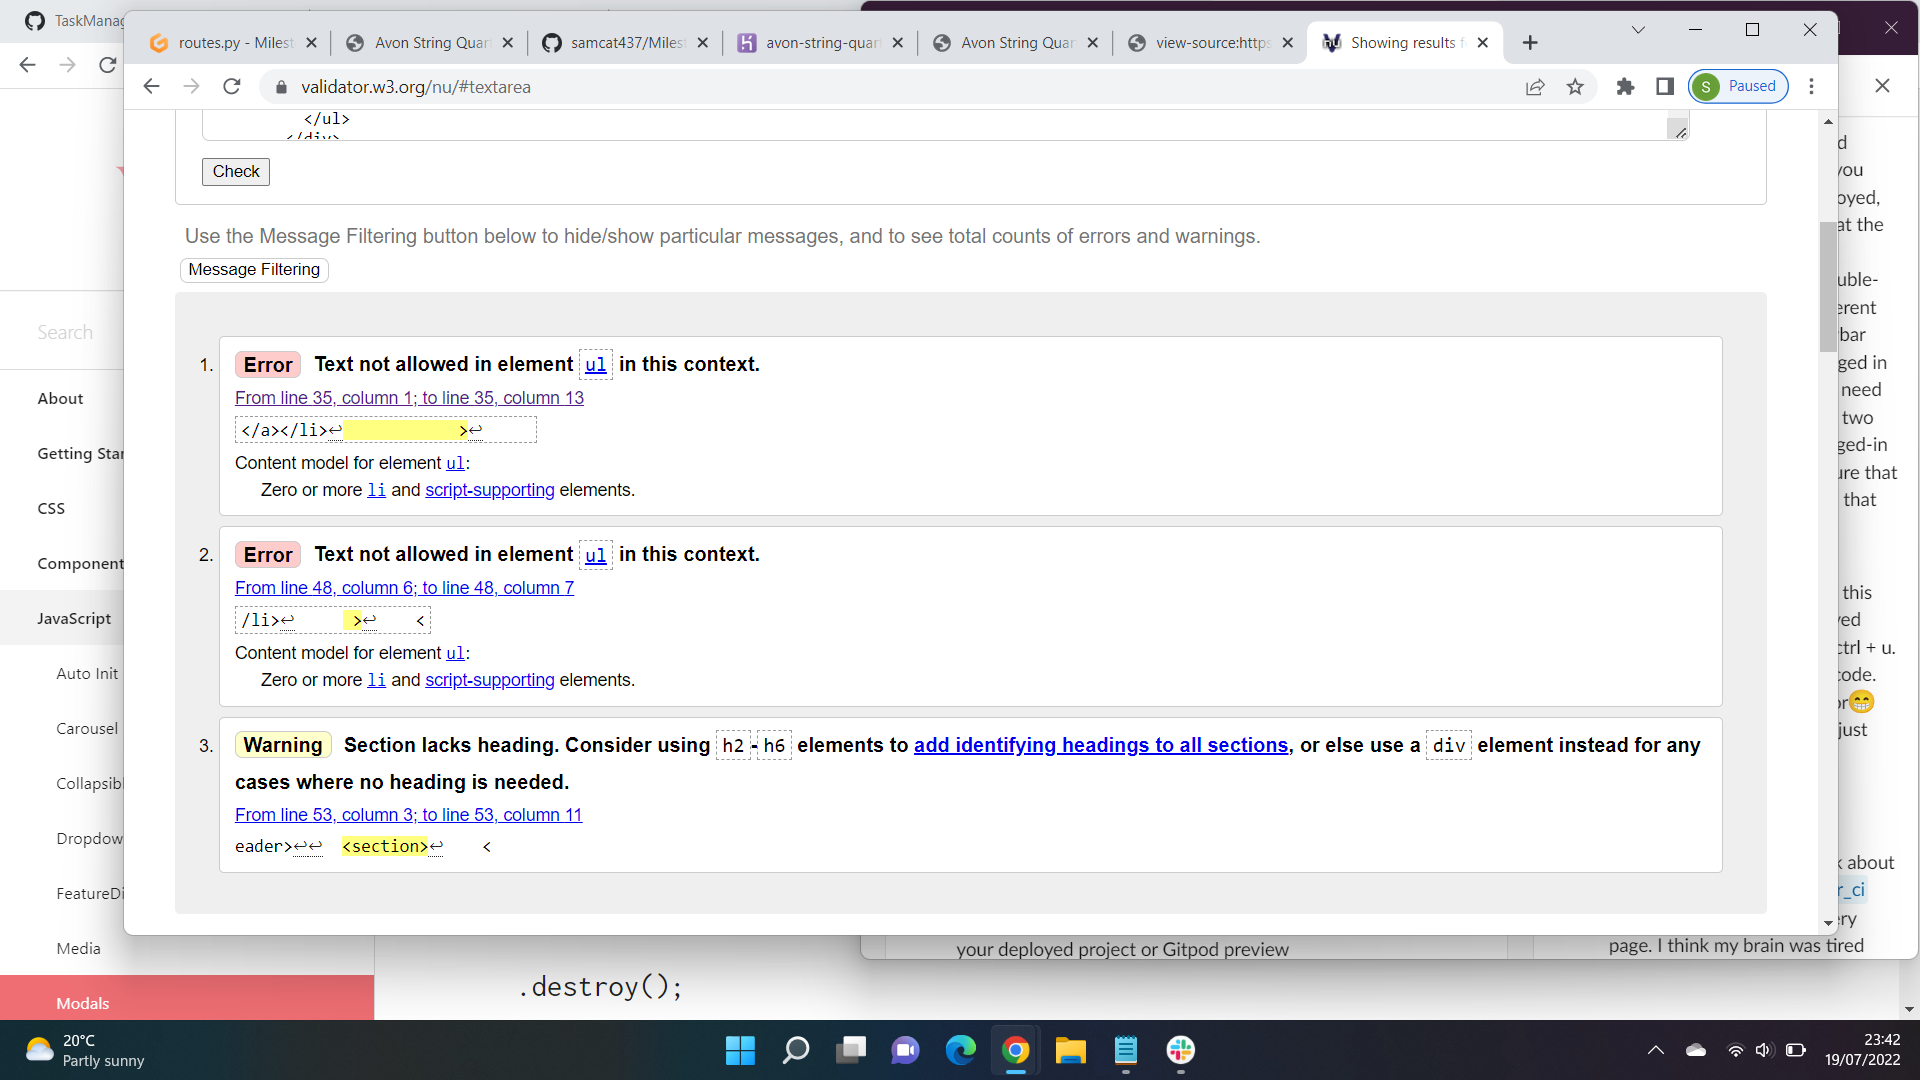 TaskManag
routes.py - Milest
Avon String Quar
samcat437/Miles
avon-string-quart
Avon String Quar
view-source:https
Showing results f
validator.w3.org/nu/#textarea
S Paused
</ul>
</div>
Check
Use the Message Filtering button below to hide/show particular messages, and to see total counts of errors and warnings.
Message Filtering
1. Error Text not allowed in element ul in this context.
From line 35, column 1; to line 35, column 13
</a></li>↩ >↩
Content model for element ul:
Zero or more li and script-supporting elements.
2. Error Text not allowed in element ul in this context.
From line 48, column 6; to line 48, column 7
/li>↩ >↩ <
Content model for element ul:
Zero or more li and script-supporting elements.
3. Warning Section lacks heading. Consider using h2-h6 elements to add identifying headings to all sections, or else use a div element instead for any
cases where no heading is needed.
From line 53, column 3; to line 53, column 11
eader>↩↩ <section>↩ <
Search
About
Getting Star
CSS
Component
JavaScript
Auto Init
Carousel
Collapsibl
Dropdow
FeatureDi
Media
Modals
.destroy();
d
you
oyed,
at the
uble-
erent
bar
ged in
need
two
ged-in
ure that
that
this
ved
ctrl + u.
code.
or😁
just
k about
r_ci
ery
page. I think my brain was tired
your deployed project or Gitpod preview
20°C
Partly sunny
23:42
19/07/2022